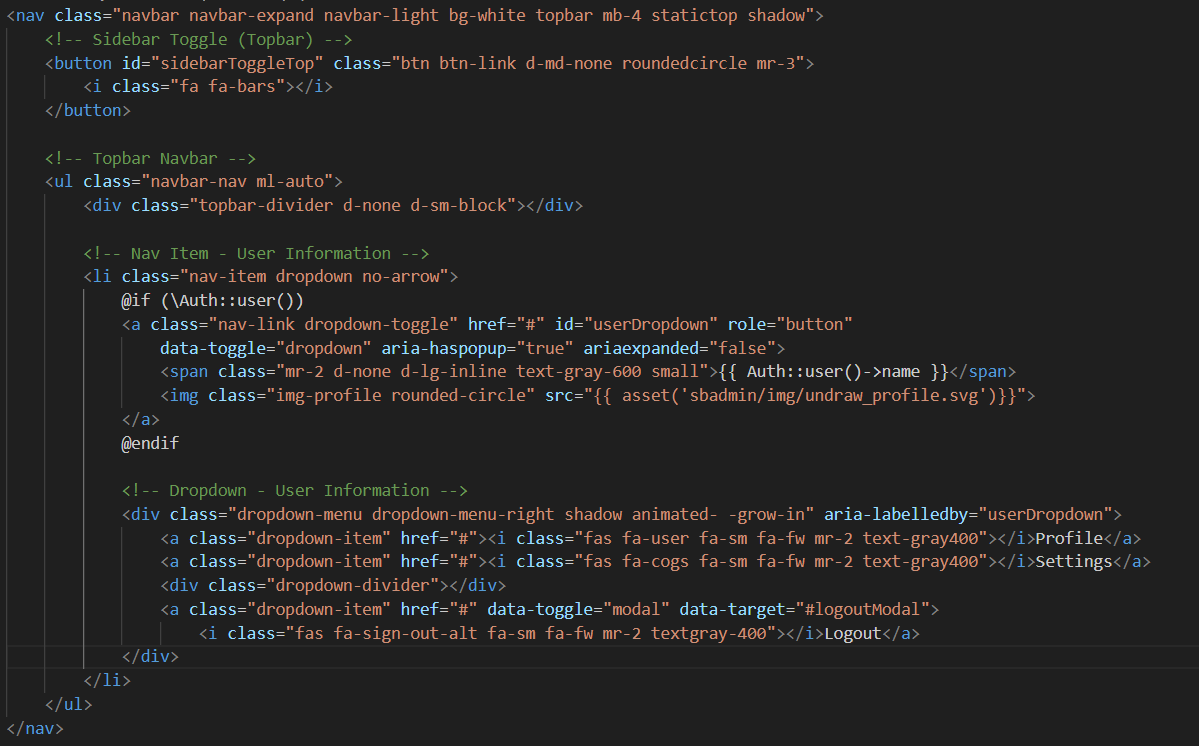 <nav class="navbar navbar-expand navbar-light bg-white topbar mb-4 statictop shadow">
    <!-- Sidebar Toggle (Topbar) -->
    <button id="sidebarToggleTop" class="btn btn-link d-md-none roundedcircle mr-3">
        <i class="fa fa-bars"></i>
    </button>

    <!-- Topbar Navbar -->
    <ul class="navbar-nav ml-auto">
        <div class="topbar-divider d-none d-sm-block"></div>

        <!-- Nav Item - User Information -->
        <li class="nav-item dropdown no-arrow">
            @if (\Auth::user())
            <a class="nav-link dropdown-toggle" href="#" id="userDropdown" role="button"
                data-toggle="dropdown" aria-haspopup="true" ariaexpanded="false">
                <span class="mr-2 d-none d-lg-inline text-gray-600 small">{{ Auth::user()->name }}</span>
                <img class="img-profile rounded-circle" src="{{ asset('sbadmin/img/undraw_profile.svg')}}">
            </a>
            @endif

            <!-- Dropdown - User Information -->
            <div class="dropdown-menu dropdown-menu-right shadow animated- -grow-in" aria-labelledby="userDropdown">
                <a class="dropdown-item" href="#"><i class="fas fa-user fa-sm fa-fw mr-2 text-gray400"></i>Profile</a>
                <a class="dropdown-item" href="#"><i class="fas fa-cogs fa-sm fa-fw mr-2 text-gray400"></i>Settings</a>
                <div class="dropdown-divider"></div>
                <a class="dropdown-item" href="#" data-toggle="modal" data-target="#logoutModal">
                    <i class="fas fa-sign-out-alt fa-sm fa-fw mr-2 textgray-400"></i>Logout</a>
            </div>
        </li>
    </ul>
</nav>